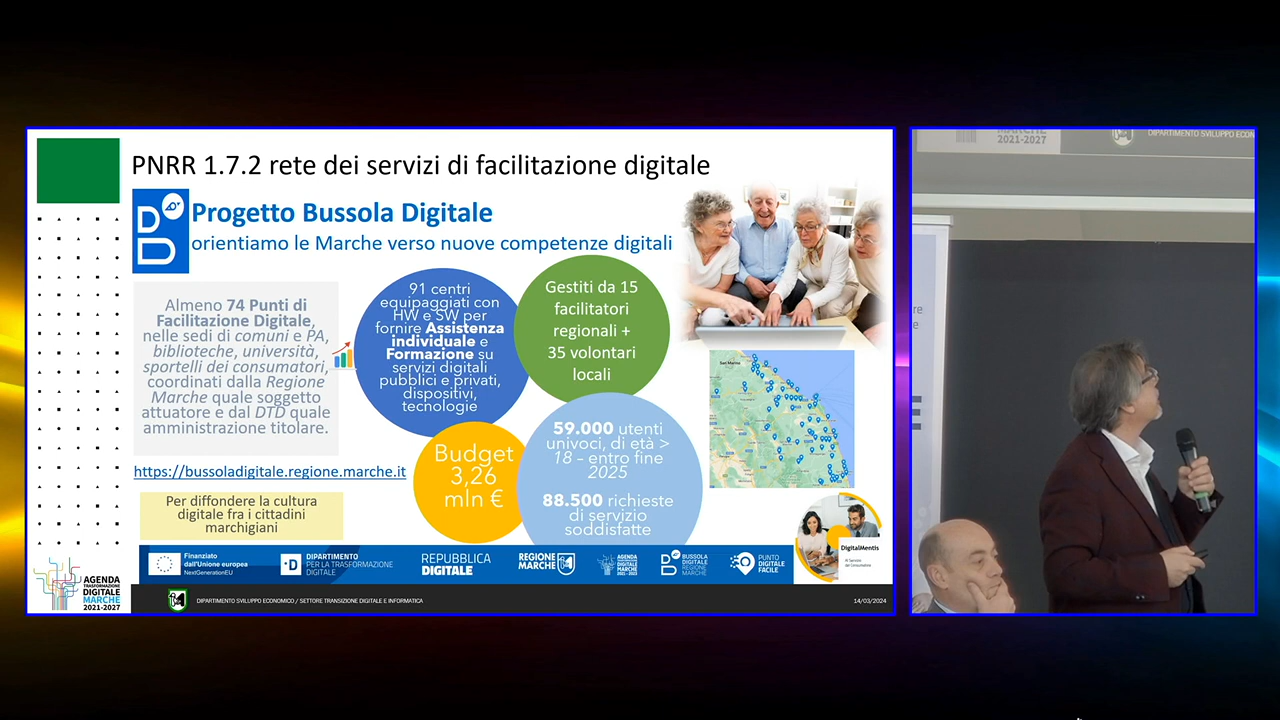 PNRR 1.7.2 rete dei servizi di facilitazione digitale
Progetto Bussola Digitale
orientiamo le Marche verso nuove competenze digitali
Almeno 74 Punti di
Facilitazione Digitale,
nelle sedi di comuni e PA,
biblioteche, università,
sportelli dei consumatori,
coordinati dalla Regione
Marche quale soggetto
attuatore e dal DTD quale
amministrazione titolare.
91 centri
equipaggiati con
HW e SW per
fornire Assistenza
individuale e
Formazione su
servizi digitali
pubblici e privati,
dispositivi,
tecnologie
Gestiti da 15
facilitatori
regionali +
35 volontari
locali
https://bussoladigitale.regione.marche.it
Per diffondere la cultura
digitale fra i cittadini
marchigiani
Budget
3,26
mln €
59.000 utenti
univoci, di età >
18 – entro fine
2025
88.500 richieste
di servizio
soddisfatte
San Marino
DigitalMentis
Finanziato
dall'Unione europea
NextGenerationEU
DIPARTIMENTO
PER LA TRASFORMAZIONE
DIGITALE
REPUBBLICA
DIGITALE
REGIONE
MARCHE
AGENDA
DIGITALE
MARCHE
BUSSOLA
DIGITALE
REGIONE
MARCHE
PUNTO
DIGITALE
FACILE
AGENDA
TRASFORMAZIONE
DIGITALE
MARCHE
2021-2027
DIPARTIMENTO SVILUPPO ECONOMICO / SETTORE TRANSIZIONE DIGITALE E INFORMATICA
14/03/2024
MARCHE
2021-2027
DIPARTIMENTO SVILUPPO ECON